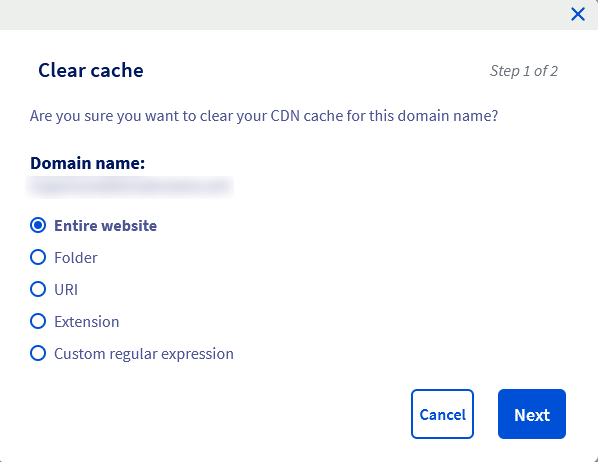 Clear cache
Step 1 of 2
Are you sure you want to clear your CDN cache for this domain name?
Domain name:
Entire website
Folder
URI
Extension
Custom regular expression
Cancel
Next